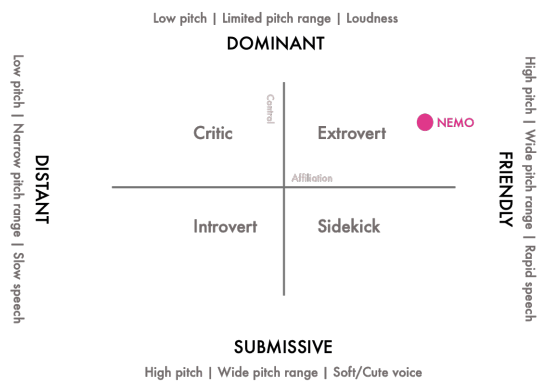 Low pitch | Limited pitch range | Loudness
DOMINANT
Low pitch | Narrow pitch range | Slow speech
DISTANT
Control
Critic
Extrovert
NEMO
Affiliation
Introvert
Sidekick
FRIENDLY
High pitch | Wide pitch range | Rapid speech
SUBMISSIVE
High pitch | Wide pitch range | Soft/Cute voice